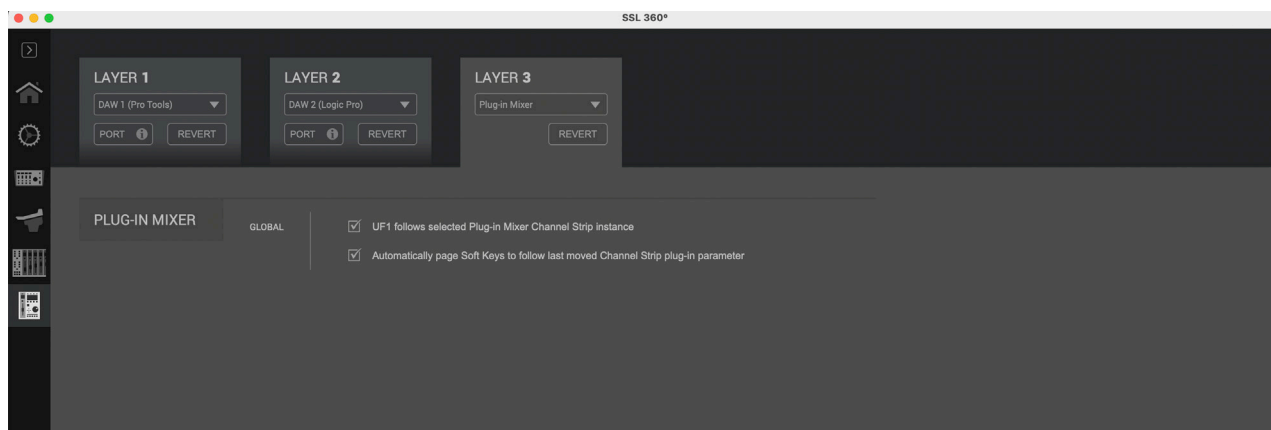 SSL 360°
LAYER 1
DAW 1 (Pro Tools)
PORT
REVERT
LAYER 2
DAW 2 (Logic Pro)
PORT
REVERT
LAYER 3
Plug-in Mixer
REVERT
PLUG-IN MIXER
GLOBAL
UF1 follows selected Plug-in Mixer Channel Strip instance
Automatically page Soft Keys to follow last moved Channel Strip plug-in parameter